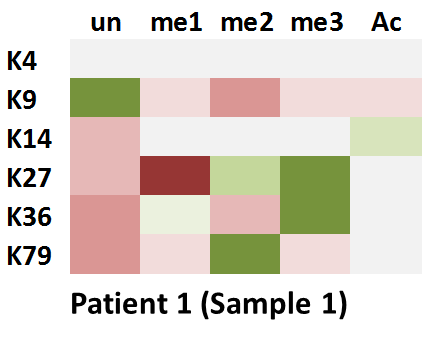 un me1 me2 me3 Ac
K4
K9
K14
K27
K36
K79
Patient 1 (Sample 1)